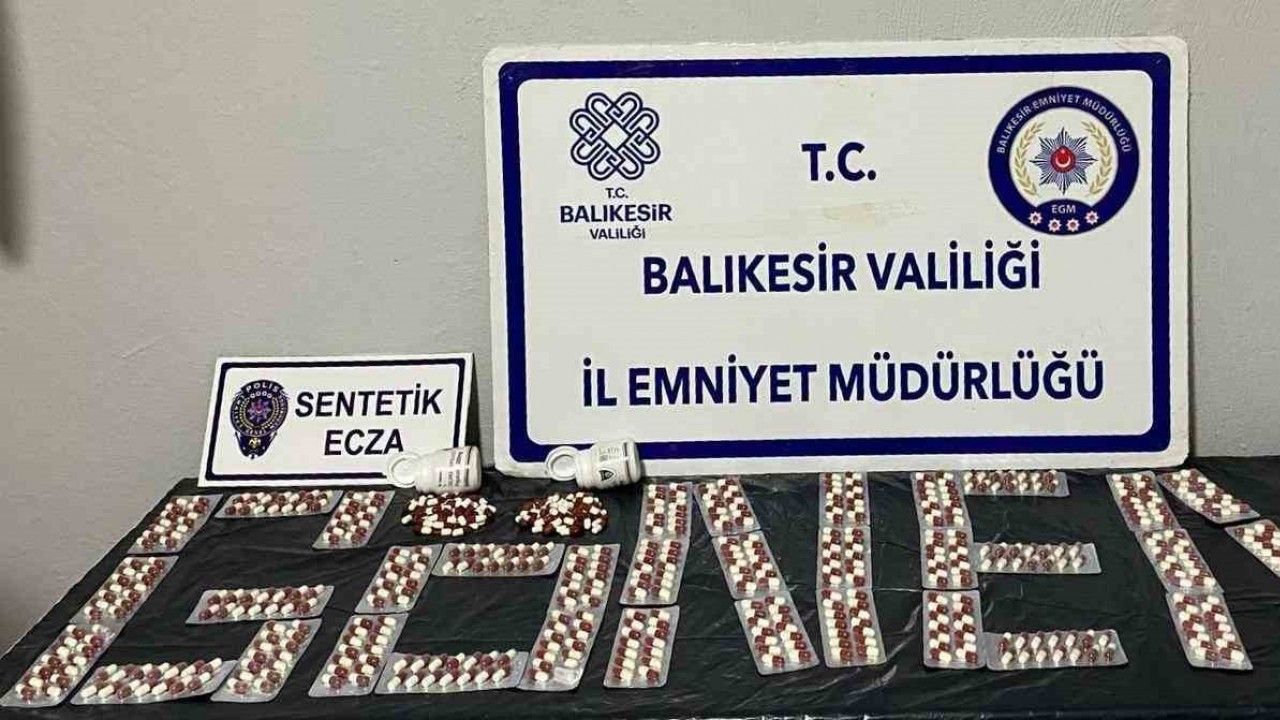 T.C.
BALIKESİR
VALİLİĞİ
T.C.
BALIKESİR EMNİYET MÜDÜRLÜĞÜ
EGM
BALIKESİR VALİLİĞİ
İL EMNİYET MÜDÜRLÜĞÜ
POLİS
SENTETİK
ECZA
GÖNEN